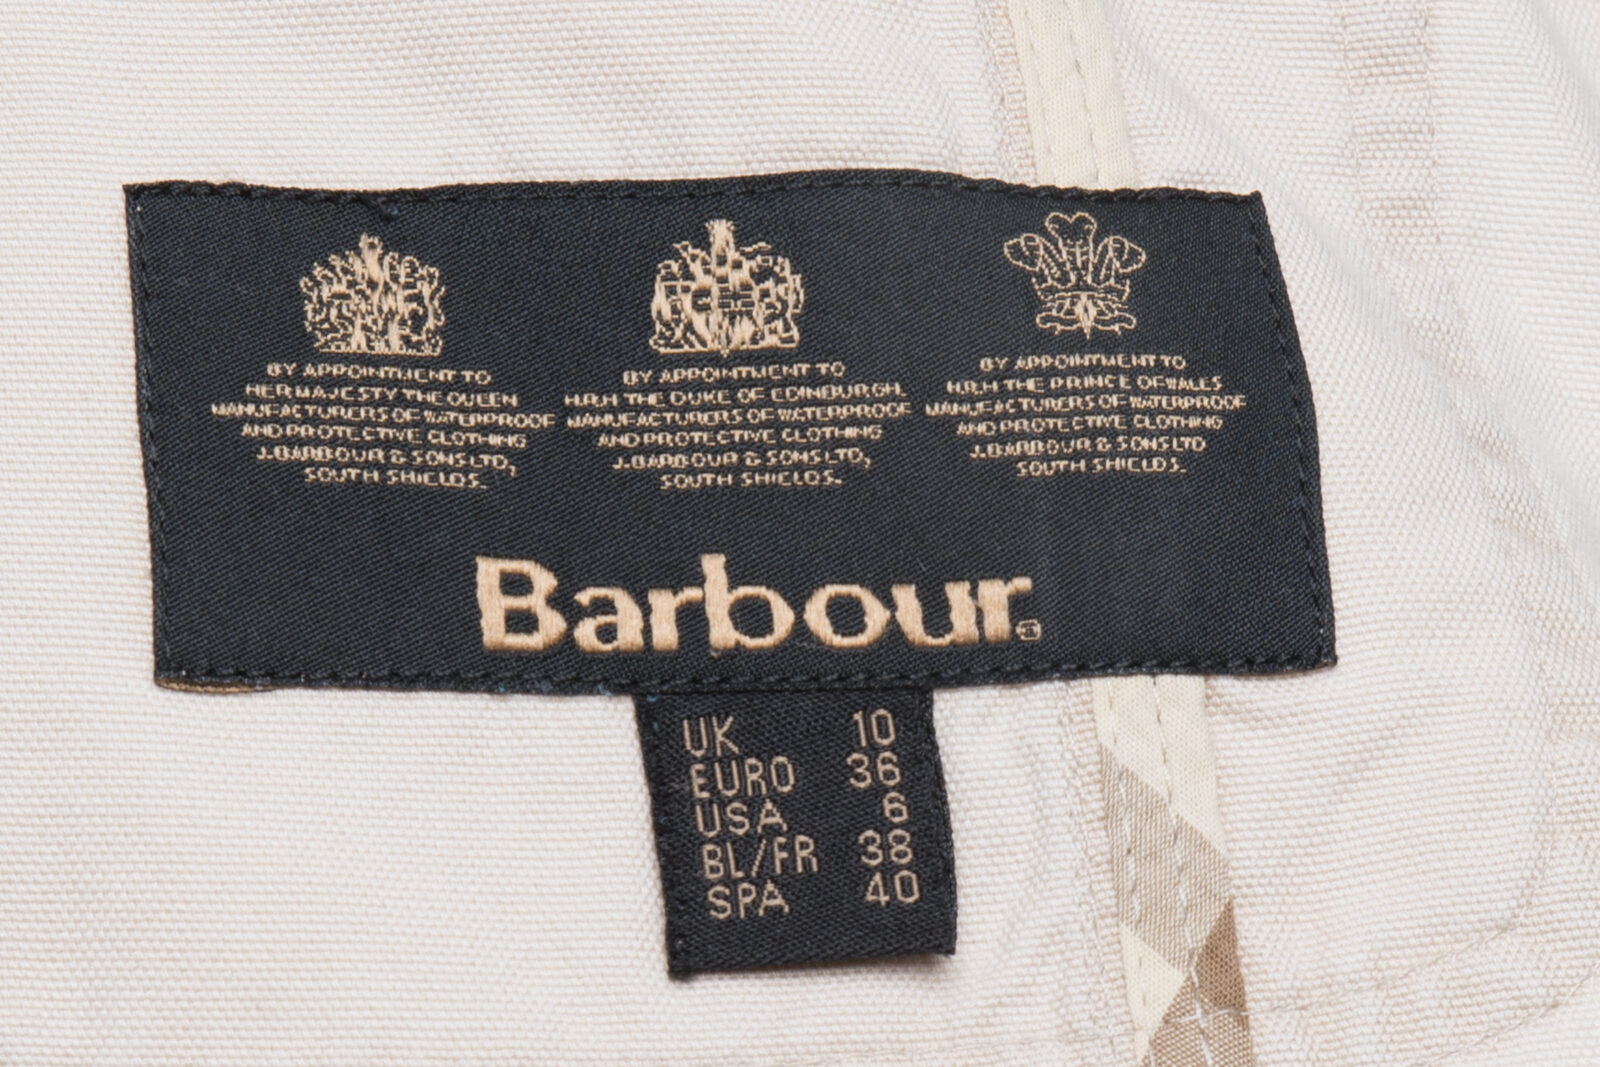 BY APPOINTMENT TO
HER MAJESTY THE QUEEN
MANUFACTURERS OF WATERPROOF
AND PROTECTIVE CLOTHING
J. BARBOUR & SONS LTD,
SOUTH SHIELDS.
BY APPOINTMENT TO
H.R.H THE DUKE OF EDINBURGH.
MANUFACTURERS OF WATERPROOF
AND PROTECTIVE CLOTHING
J. BARBOUR & SONS LTD,
SOUTH SHIELDS.
BY APPOINTMENT TO
H.R.H THE PRINCE OF WALES
MANUFACTURERS OF WATERPROOF
AND PROTECTIVE CLOTHING
J. BARBOUR & SONS LTD
SOUTH SHIELDS.
Barbour®
UK 10
EURO 36
USA 6
BL/FR 38
SPA 40